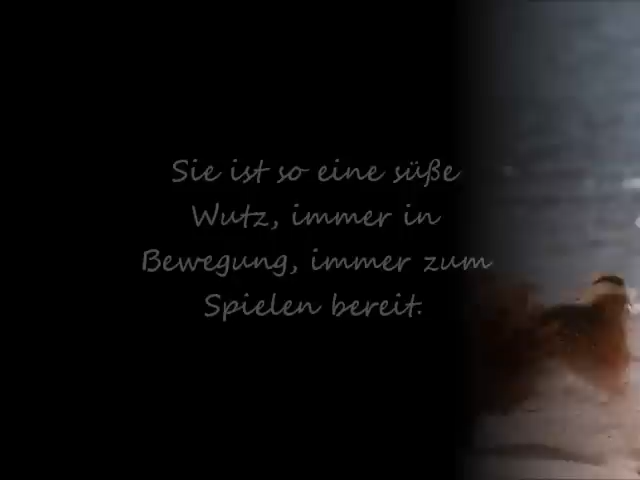 Sie ist so eine süße
Wutz, immer in
Bewegung, immer zum
Spielen bereit.